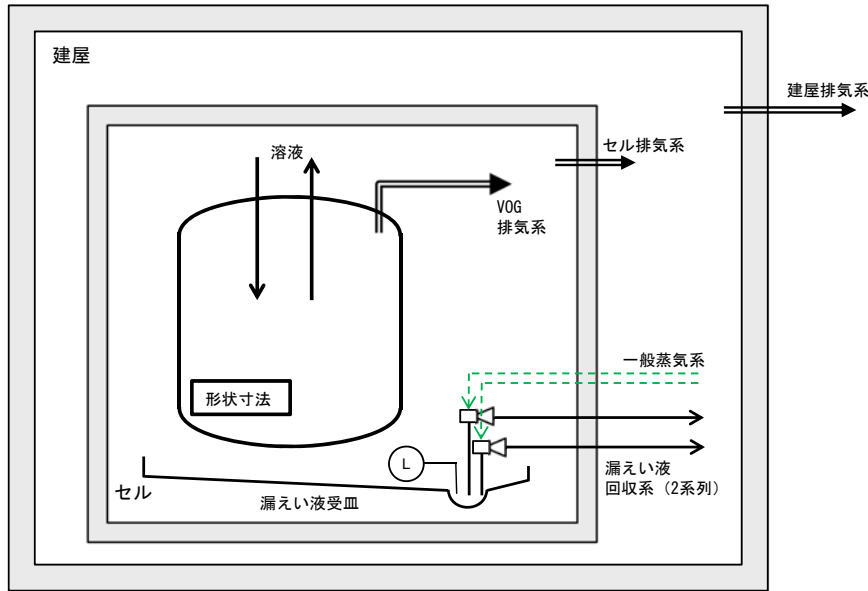 建屋
建屋排気系
セル排気系
溶液
VOG
排気系
一般蒸気系
形状寸法
L
漏えい液
回収系（2系列）
セル
漏えい液受皿